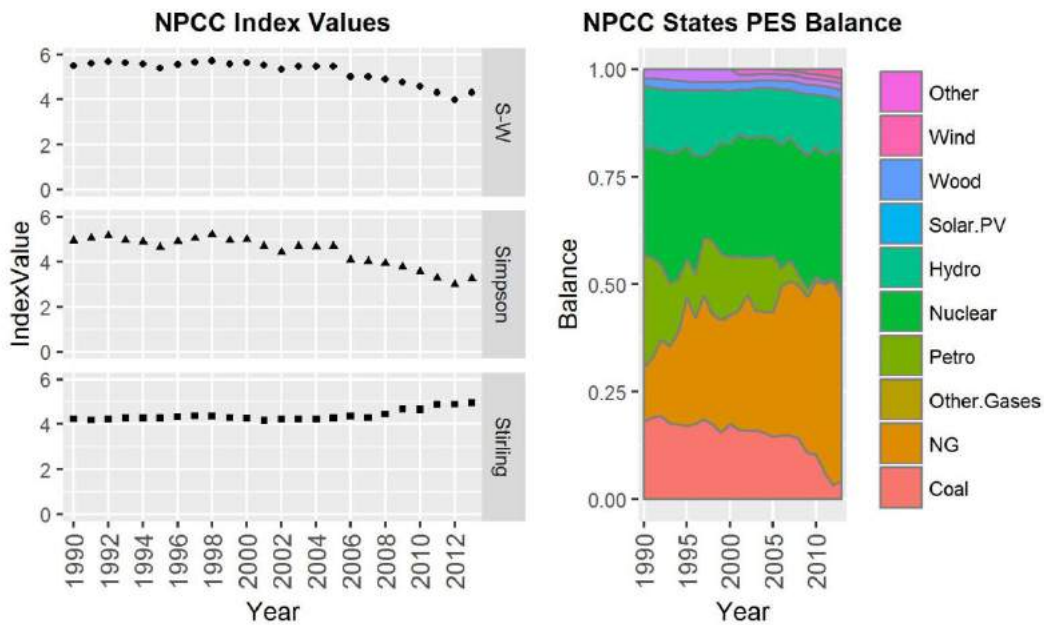 NPCC Index Values
IndexValue
6
4
2
0
S-W
6
4
2
0
Simpson
6
4
2
0
Stirling
1990
1992
1994
1996
1998
2000
2002
2004
2006
2008
2010
2012
Year
NPCC States PES Balance
Balance
1.00
0.75
0.50
0.25
0.00
1990
1995
2000
2005
2010
Year
Other
Wind
Wood
Solar.PV
Hydro
Nuclear
Petro
Other.Gases
NG
Coal